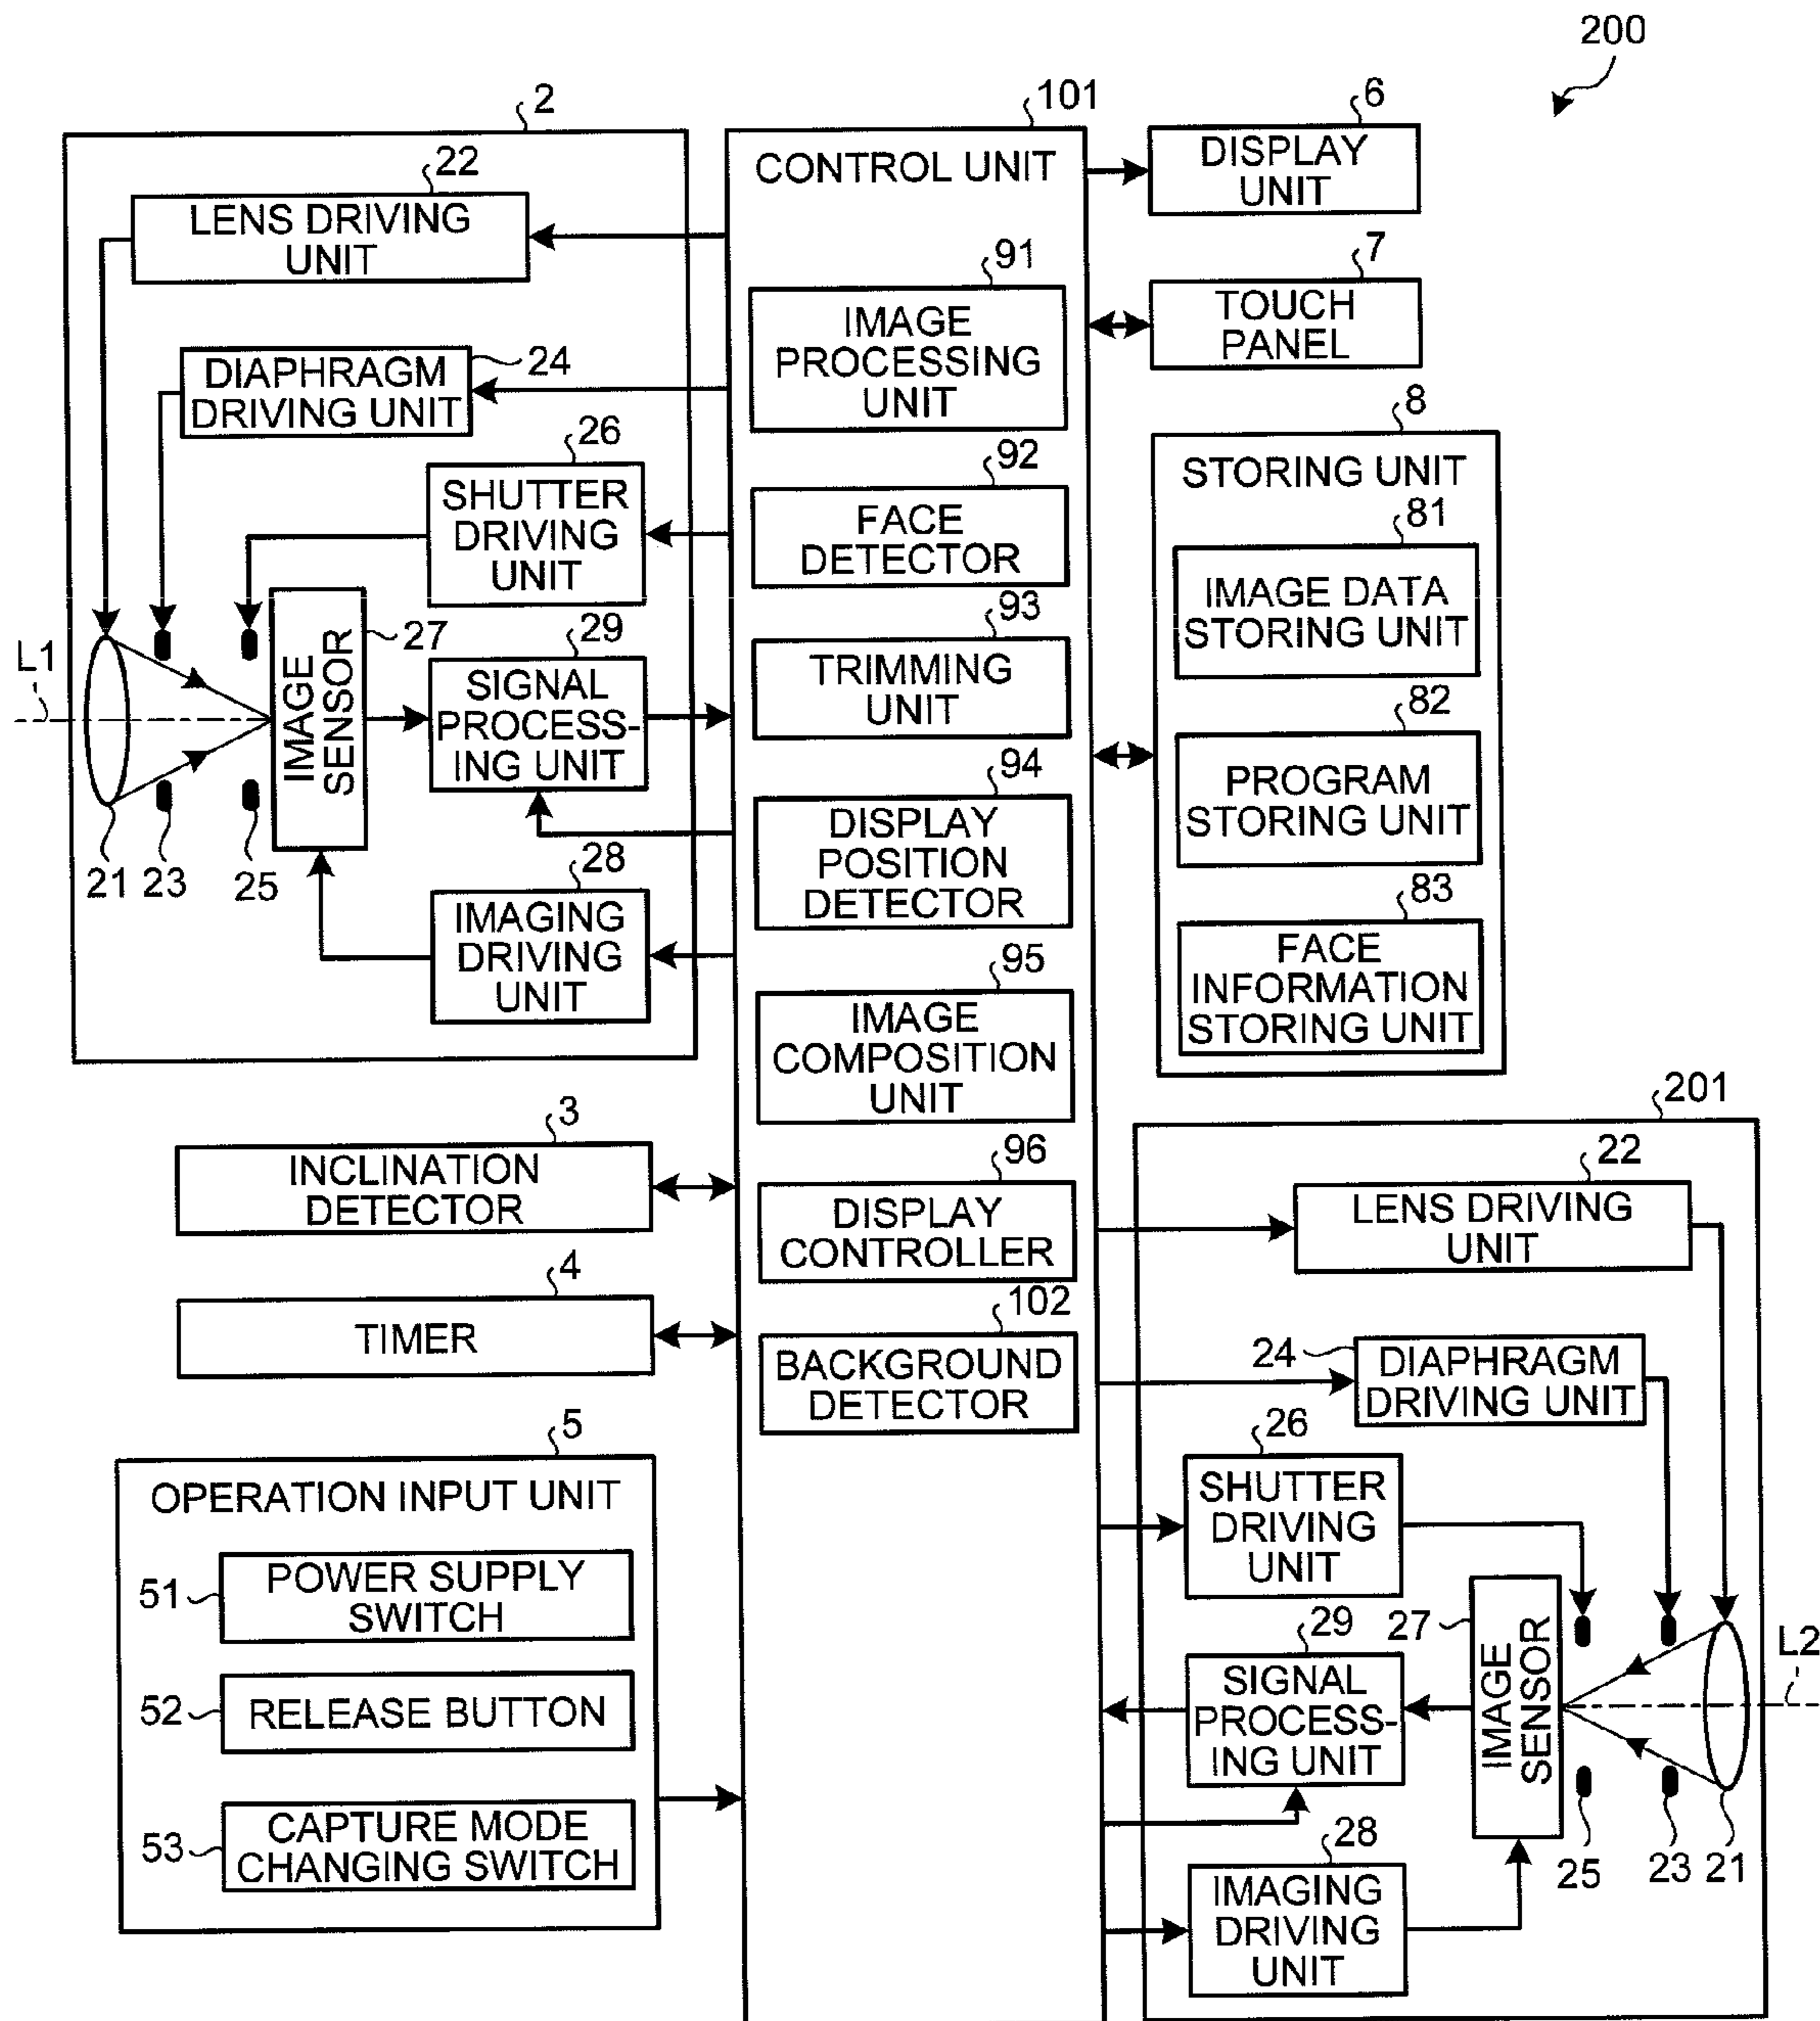 200
2
22
LENS DRIVING
UNIT
24
DIAPHRAGM
DRIVING UNIT
26
SHUTTER
DRIVING
UNIT
L1
IMAGE
SENSOR
27
29
SIGNAL
PROCESS-
ING UNIT
21
23
25
28
IMAGING
DRIVING
UNIT
3
INCLINATION
DETECTOR
4
TIMER
5
OPERATION INPUT UNIT
51
POWER SUPPLY
SWITCH
52
RELEASE BUTTON
53
CAPTURE MODE
CHANGING SWITCH
101
CONTROL UNIT
91
IMAGE
PROCESSING
UNIT
92
FACE
DETECTOR
93
TRIMMING
UNIT
94
DISPLAY
POSITION
DETECTOR
95
IMAGE
COMPOSITION
UNIT
96
DISPLAY
CONTROLLER
102
BACKGROUND
DETECTOR
6
DISPLAY
UNIT
7
TOUCH
PANEL
8
STORING UNIT
81
IMAGE DATA
STORING UNIT
82
PROGRAM
STORING UNIT
83
FACE
INFORMATION
STORING UNIT
201
22
LENS DRIVING
UNIT
24
DIAPHRAGM
DRIVING UNIT
26
SHUTTER
DRIVING
UNIT
27
IMAGE
SENSOR
29
SIGNAL
PROCESS-
ING UNIT
L2
25
23
21
28
IMAGING
DRIVING
UNIT